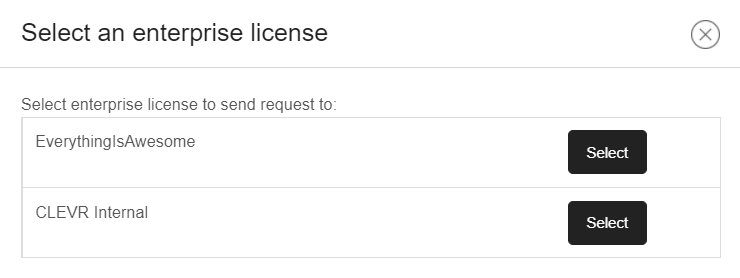 Select an enterprise license
Select enterprise license to send request to:
EverythingIsAwesome
Select
CLEVR Internal
Select